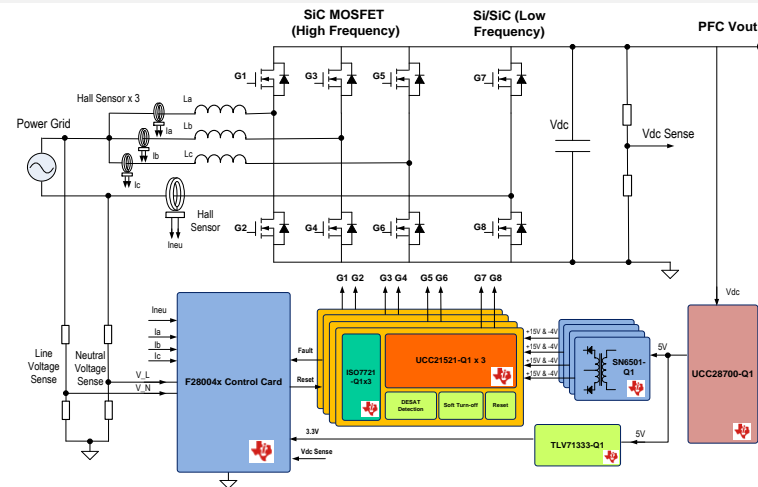 SiC MOSFET
(High Frequency)
Si/SiC (Low
Frequency)
PFC Vout
G1
G3
G5
G7
Hall Sensor x 3
La
Power Grid
Ia
Lb
Ib
Lc
Ic
Vdc
Vdc Sense
Hall
Sensor
Ineu
G2
G4
G6
G8
G1 G2
G3 G4
G5 G6
G7 G8
Vdc
Ineu
Ia
Ib
Ic
Line
Voltage
Sense
Neutral
Voltage
Sense
V_L
V_N
F28004x Control Card
Fault
Reset
ISO7721
-Q1x3
UCC21521-Q1 x 3
DESAT
Detection
Soft Turn-off
Reset
+15V & -4V
+15V & -4V
+15V & -4V
+15V & -4V
SN6501-
Q1
5V
UCC28700-Q1
3.3V
Vdc Sense
TLV71333-Q1
5V